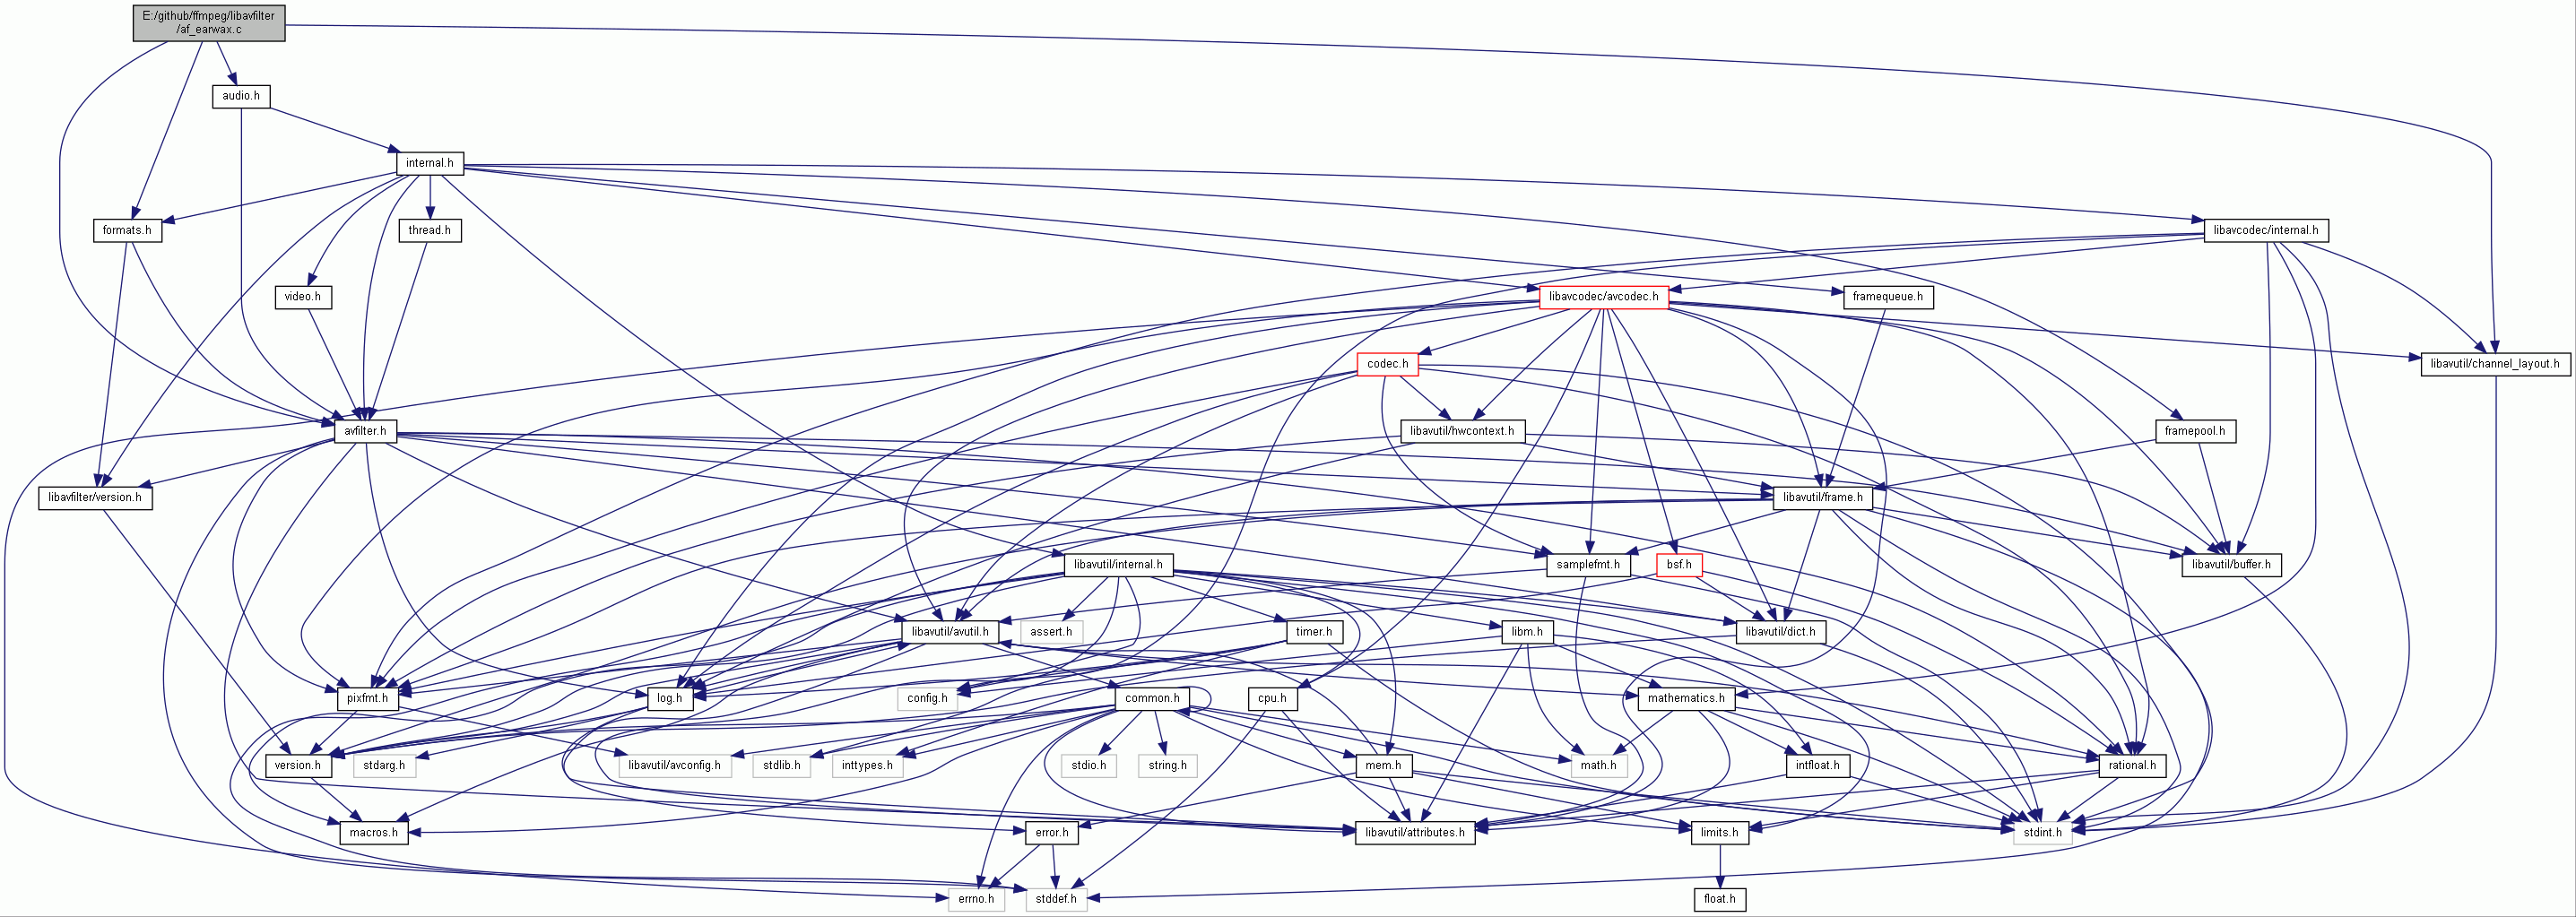 E:/github/ffmpeg/libavfilter
/af_earwax.c
audio.h
internal.h
formats.h
thread.h
libavcodec/internal.h
video.h
libavcodec/avcodec.h
framequeue.h
codec.h
libavutil/channel_layout.h
avfilter.h
libavutil/hwcontext.h
framepool.h
libavfilter/version.h
libavutil/frame.h
libavutil/internal.h
samplefmt.h
bsf.h
libavutil/buffer.h
libavutil/avutil.h
assert.h
timer.h
libm.h
libavutil/dict.h
pixfmt.h
log.h
config.h
common.h
cpu.h
mathematics.h
version.h
stdarg.h
libavutil/avconfig.h
stdlib.h
inttypes.h
stdio.h
string.h
mem.h
math.h
intfloat.h
rational.h
macros.h
error.h
libavutil/attributes.h
limits.h
stdint.h
errno.h
stddef.h
float.h